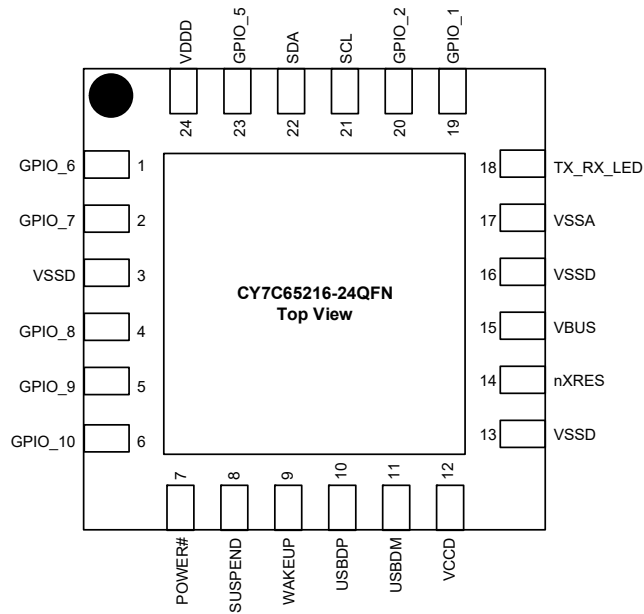 VDDD
GPIO_5
SDA
SCL
GPIO_2
GPIO_1
24
23
22
21
20
19
GPIO_6 1
GPIO_7 2
VSSD 3
GPIO_8 4
GPIO_9 5
GPIO_10 6
CY7C65216-24QFN
Top View
18 TX_RX_LED
17 VSSA
16 VSSD
15 VBUS
14 nXRES
13 VSSD
7
8
9
10
11
12
POWER#
SUSPEND
WAKEUP
USBDP
USBDM
VCCD